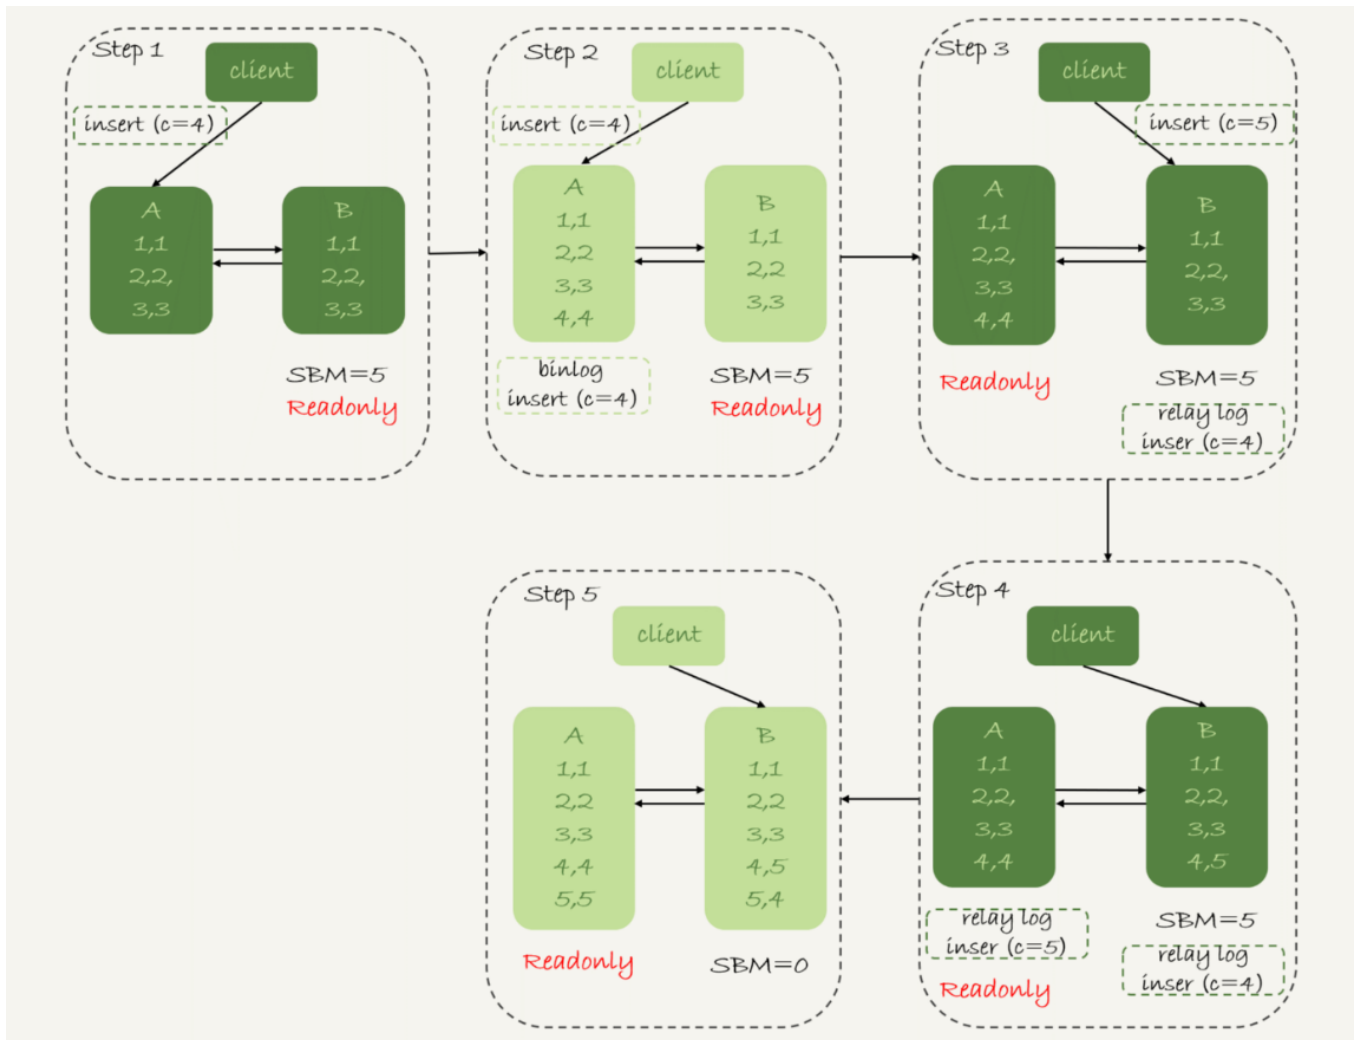 Step 1
client
insert (c=4)
A
1,1
2,2,
3,3
B
1,1
2,2,
3,3
SBM=5
Readonly
Step 2
client
insert (c=4)
A
1,1
2,2
3,3
4,4
binlog
insert (c=4)
B
1,1
2,2
3,3
SBM=5
Readonly
Step 3
client
insert (c=5)
A
1,1
2,2,
3,3
4,4
Readonly
B
1,1
2,2,
3,3
SBM=5
relay log
inser (c=4)
Step 4
client
A
1,1
2,2,
3,3
4,4
relay log
inser (c=5)
Readonly
B
1,1
2,2,
3,3
4,5
SBM=5
relay log
inser (c=4)
Step 5
client
A
1,1
2,2
3,3
4,4
5,5
Readonly
B
1,1
2,2
3,3
4,5
5,4
SBM=0